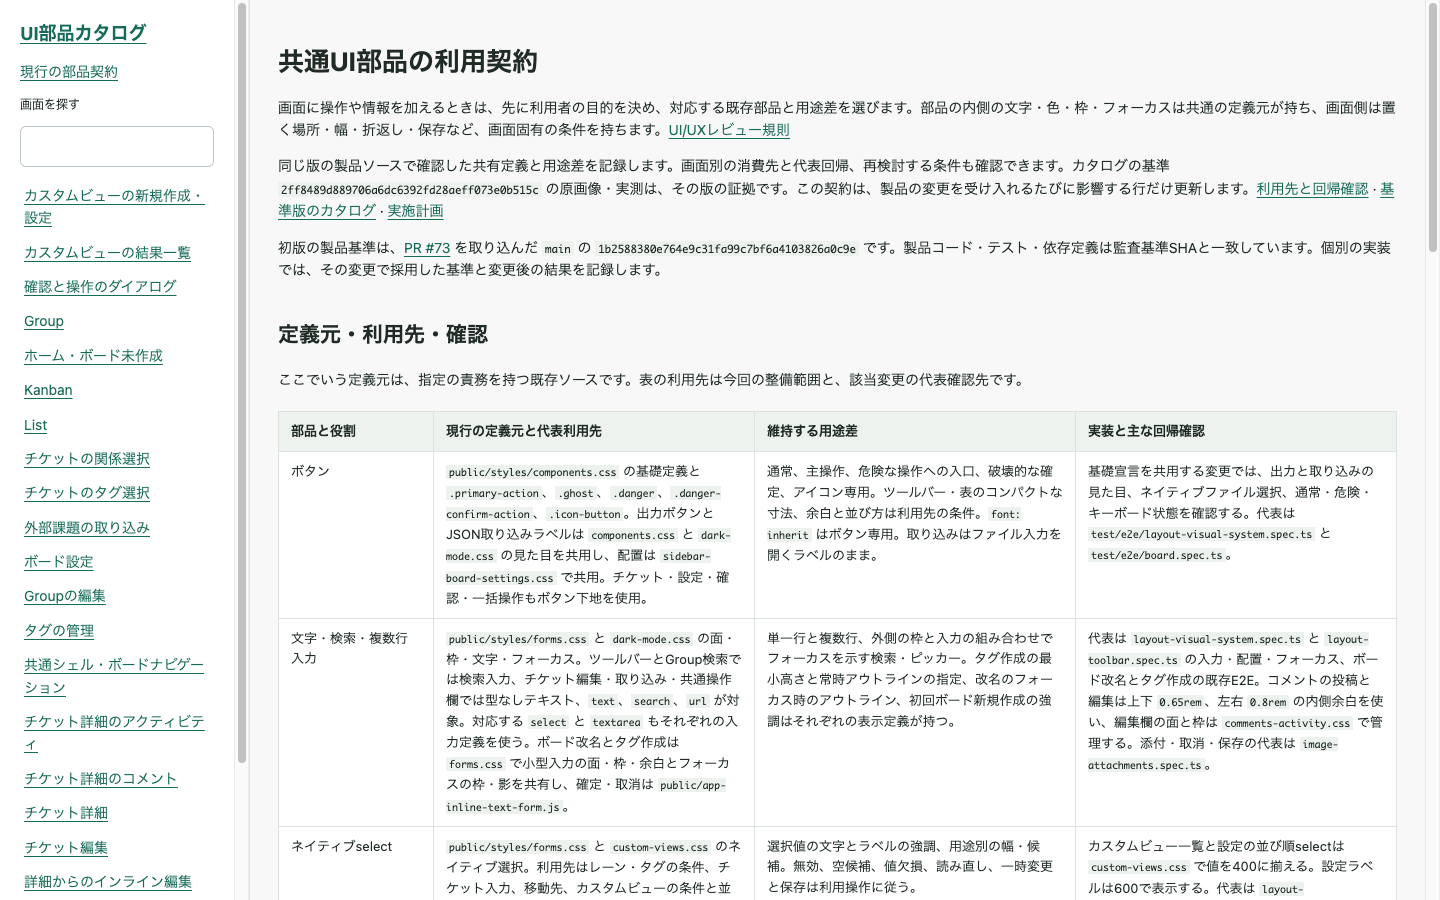 UI部品カタログ
現行の部品契約
画面を探す
カスタムビューの新規作成・
設定
カスタムビューの結果一覧
確認と操作のダイアログ
Group
ホーム・ボード未作成
Kanban
List
チケットの関係選択
チケットのタグ選択
外部課題の取り込み
ボード設定
Groupの編集
タグの管理
共通シェル・ボードナビゲー
ション
チケット詳細のアクティビテ
ィ
チケット詳細のコメント
チケット詳細
チケット編集
詳細からのインライン編集
共通UI部品の利用契約
画面に操作や情報を加えるときは、先に利用者の目的を決め、対応する既存部品と用途差を選びます。部品の内側の文字・色・枠・フォーカスは共通の定義元が持ち、画面側は置
く場所・幅・折返し・保存など、画面固有の条件を持ちます。UI/UXレビュー規則
同じ版の製品ソースで確認した共有定義と用途差を記録します。画面別の消費先と代表回帰、再検討する条件も確認できます。カタログの基準
2ff8489d889706a6dc6392fd28aeff073e0b515c の原画像・実測は、その版の証拠です。この契約は、製品の変更を受け入れるたびに影響する行だけ更新します。利用先と回帰確認 · 基
準版のカタログ · 実施計画
初版の製品基準は、PR #73 を取り込んだ main の 1b2588380e764e9c31fa99c7bf6a4103826a0c9e です。製品コード・テスト・依存定義は監査基準SHAと一致しています。個別の実装
では、その変更で採用した基準と変更後の結果を記録します。
定義元・利用先・確認
ここでいう定義元は、指定の責務を持つ既存ソースです。表の利用先は今回の整備範囲と、該当変更の代表確認先です。
部品と役割
現行の定義元と代表利用先
維持する用途差
実装と主な回帰確認
ボタン
public/styles/components.css の基礎定義と
.primary-action、.ghost、.danger、.danger-
confirm-action、.icon-button。出力ボタンと
JSON取り込みラベルは components.css と dark-
mode.css の見た目を共用し、配置は sidebar-
board-settings.css で共用。チケット・設定・確
認・一括操作もボタン下地を使用。
通常、主操作、危険な操作への入口、破壊的な確
定、アイコン専用。ツールバー・表のコンパクトな
寸法、余白と並び方は利用先の条件。font:
inherit はボタン専用。取り込みはファイル入力を
開くラベルのまま。
基礎宣言を共用する変更では、出力と取り込みの
見た目、ネイティブファイル選択、通常・危険・
キーボード状態を確認する。代表は
test/e2e/layout-visual-system.spec.ts と
test/e2e/board.spec.ts。
文字・検索・複数行
入力
public/styles/forms.css と dark-mode.css の面・
枠・文字・フォーカス。ツールバーとGroup検索で
は検索入力、チケット編集・取り込み・共通操作
欄では型なしテキスト、text、search、url が対
象。対応する select と textarea もそれぞれの入
力定義を使う。ボード改名とタグ作成は
forms.css で小型入力の面・枠・余白とフォーカ
スの枠・影を共有し、確定・取消は public/app-
inline-text-form.js。
単一行と複数行、外側の枠と入力の組み合わせで
フォーカスを示す検索・ピッカー。タグ作成の最
小高さと常時アウトラインの指定、改名のフォー
カス時のアウトライン、初回ボード新規作成の強
調はそれぞれの表示定義が持つ。
代表は layout-visual-system.spec.ts と layout-
toolbar.spec.ts の入力・配置・フォーカス、ボー
ド改名とタグ作成の既存E2E。コメントの投稿と
編集は上下 0.65rem、左右 0.8rem の内側余白を使
い、編集欄の面と枠は comments-activity.css で管
理する。添付・取消・保存の代表は image-
attachments.spec.ts。
ネイティブselect
public/styles/forms.css と custom-views.css のネ
イティブ選択。利用先はレーン・タグの条件、チ
ケット入力、移動先、カスタムビューの条件と並
選択値の文字とラベルの強調、用途別の幅・候
補。無効、空候補、値欠損、読み直し、一時変更
と保存は利用操作に従う。
カスタムビュー一覧と設定の並び順selectは
custom-views.css で値を400に揃える。設定ラベ
ルは600で表示する。代表は layout-